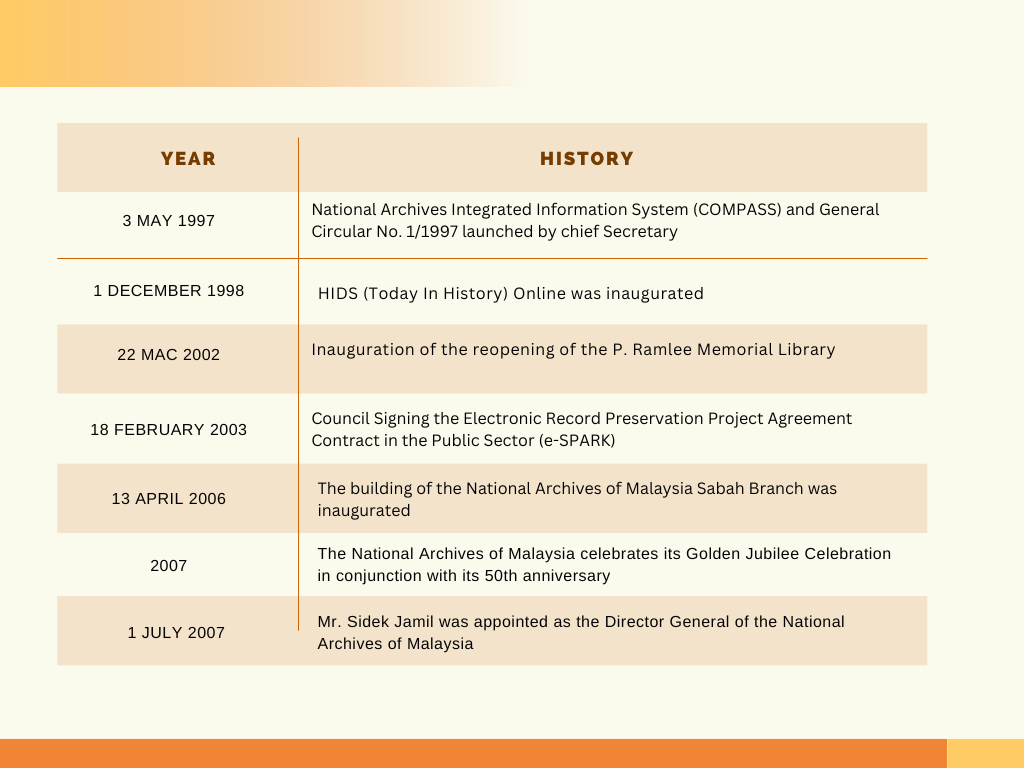 YEAR HISTORY
3 MAY 1997
National Archives Integrated Information System (COMPASS) and General
Circular No. 1/1997 launched by chief Secretary
1 DECEMBER 1998
HIDS (Today In History) Online was inaugurated
22 MAC 2002
Inauguration of the reopening of the P. Ramlee Memorial Library
18 FEBRUARY 2003
Council Signing the Electronic Record Preservation Project Agreement
Contract in the Public Sector (e-SPARK)
13 APRIL 2006
The building of the National Archives of Malaysia Sabah Branch was
inaugurated
2007
The National Archives of Malaysia celebrates its Golden Jubilee Celebration
in conjunction with its 50th anniversary
1 JULY 2007
Mr. Sidek Jamil was appointed as the Director General of the National
Archives of Malaysia